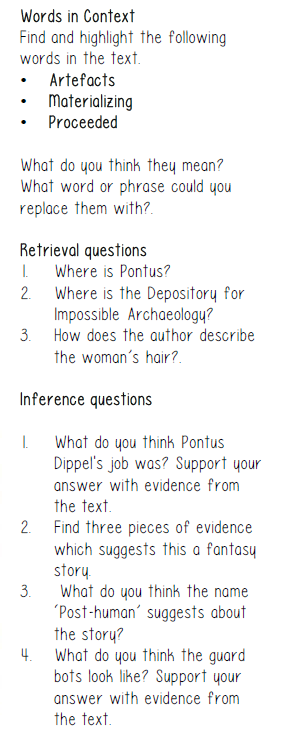 Words in Context
Find and highlight the following
words in the text.
• Artefacts
• Materializing
• Proceeded
What do you think they mean?
What word or phrase could you
replace them with?.
Retrieval questions
1. Where is Pontus?
2. Where is the Depository for
Impossible Archaeology?
3. How does the author describe
the woman's hair?.
Inference questions
1. What do you think Pontus
Dippel's job was? Support your
answer with evidence from
the text.
2. Find three pieces of evidence
which suggests this a fantasy
story.
3. What do you think the name
'Post-human' suggests about
the story?
4. What do you think the guard
bots look like? Support your
answer with evidence from
the text.